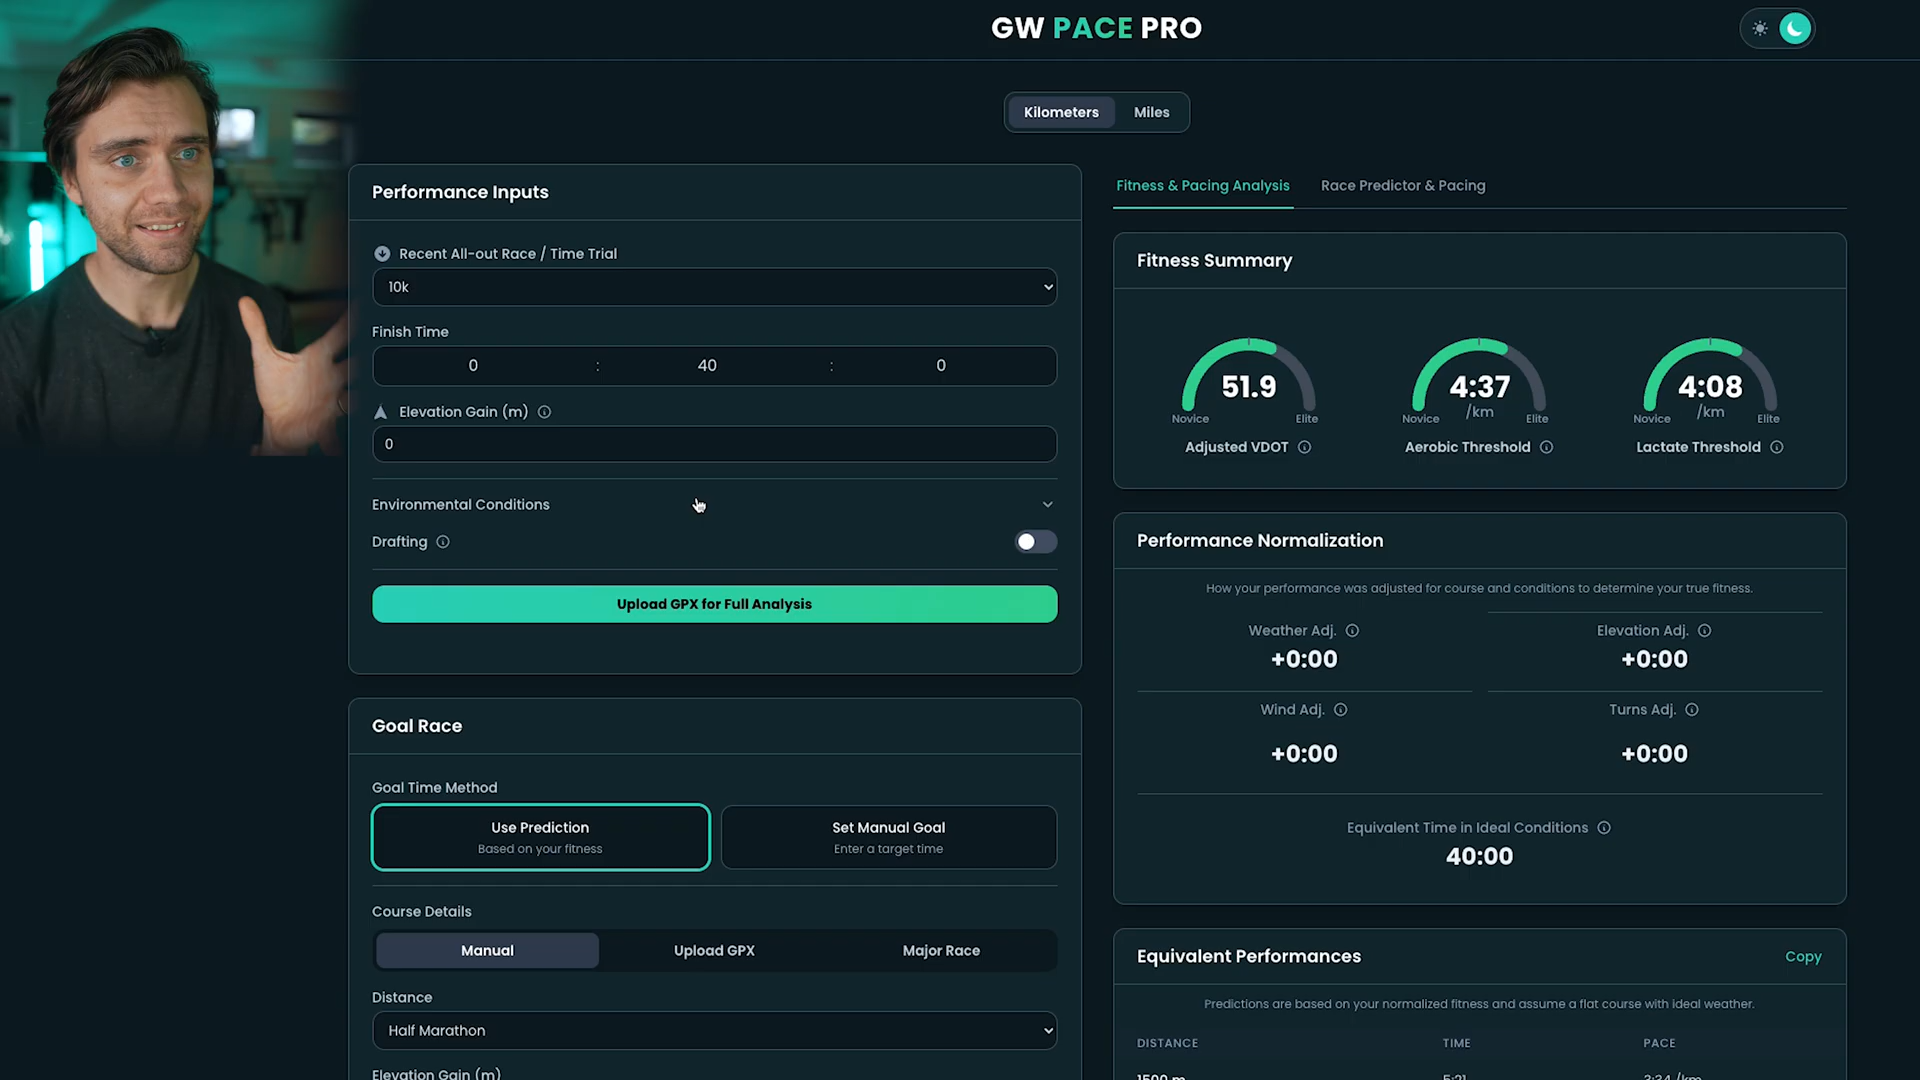 GW PACE PRO
Kilometers Miles
Performance Inputs
Recent All-out Race / Time Trial
10k
Finish Time
0 : 40 : 0
Elevation Gain (m)
0
Environmental Conditions
Drafting
Upload GPX for Full Analysis
Goal Race
Goal Time Method
Use Prediction
Based on your fitness
Set Manual Goal
Enter a target time
Course Details
Manual Upload GPX Major Race
Distance
Half Marathon
Elevation Gain (m)
Fitness & Pacing Analysis Race Predictor & Pacing
Fitness Summary
51.9
Novice Elite
Adjusted VDOT
4:37
/km
Novice Elite
Aerobic Threshold
4:08
/km
Novice Elite
Lactate Threshold
Performance Normalization
How your performance was adjusted for course and conditions to determine your true fitness.
Weather Adj.
+0:00
Elevation Adj.
+0:00
Wind Adj.
+0:00
Turns Adj.
+0:00
Equivalent Time in Ideal Conditions
40:00
Equivalent Performances Copy
Predictions are based on your normalized fitness and assume a flat course with ideal weather.
DISTANCE TIME PACE
1500 m 5:21 3:34 /km